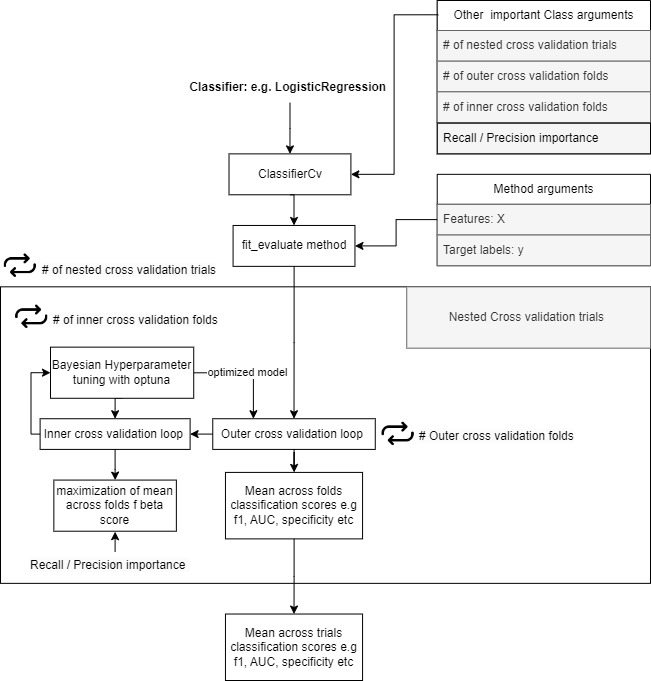 Other important Class arguments
# of nested cross validation trials
# of outer cross validation folds
# of inner cross validation folds
Recall / Precision importance
Classifier: e.g. LogisticRegression
ClassifierCv
Method arguments
Features: X
Target labels: y
fit_evaluate method
# of nested cross validation trials
Nested Cross validation trials
# of inner cross validation folds
Bayesian Hyperparameter
tuning with optuna
optimized model
Inner cross validation loop
Outer cross validation loop
# Outer cross validation folds
maximization of mean
across folds f beta
score
Mean across folds
classification scores e.g
f1, AUC, specificity etc
Recall / Precision importance
Mean across trials
classification scores e.g
f1, AUC, specificity etc